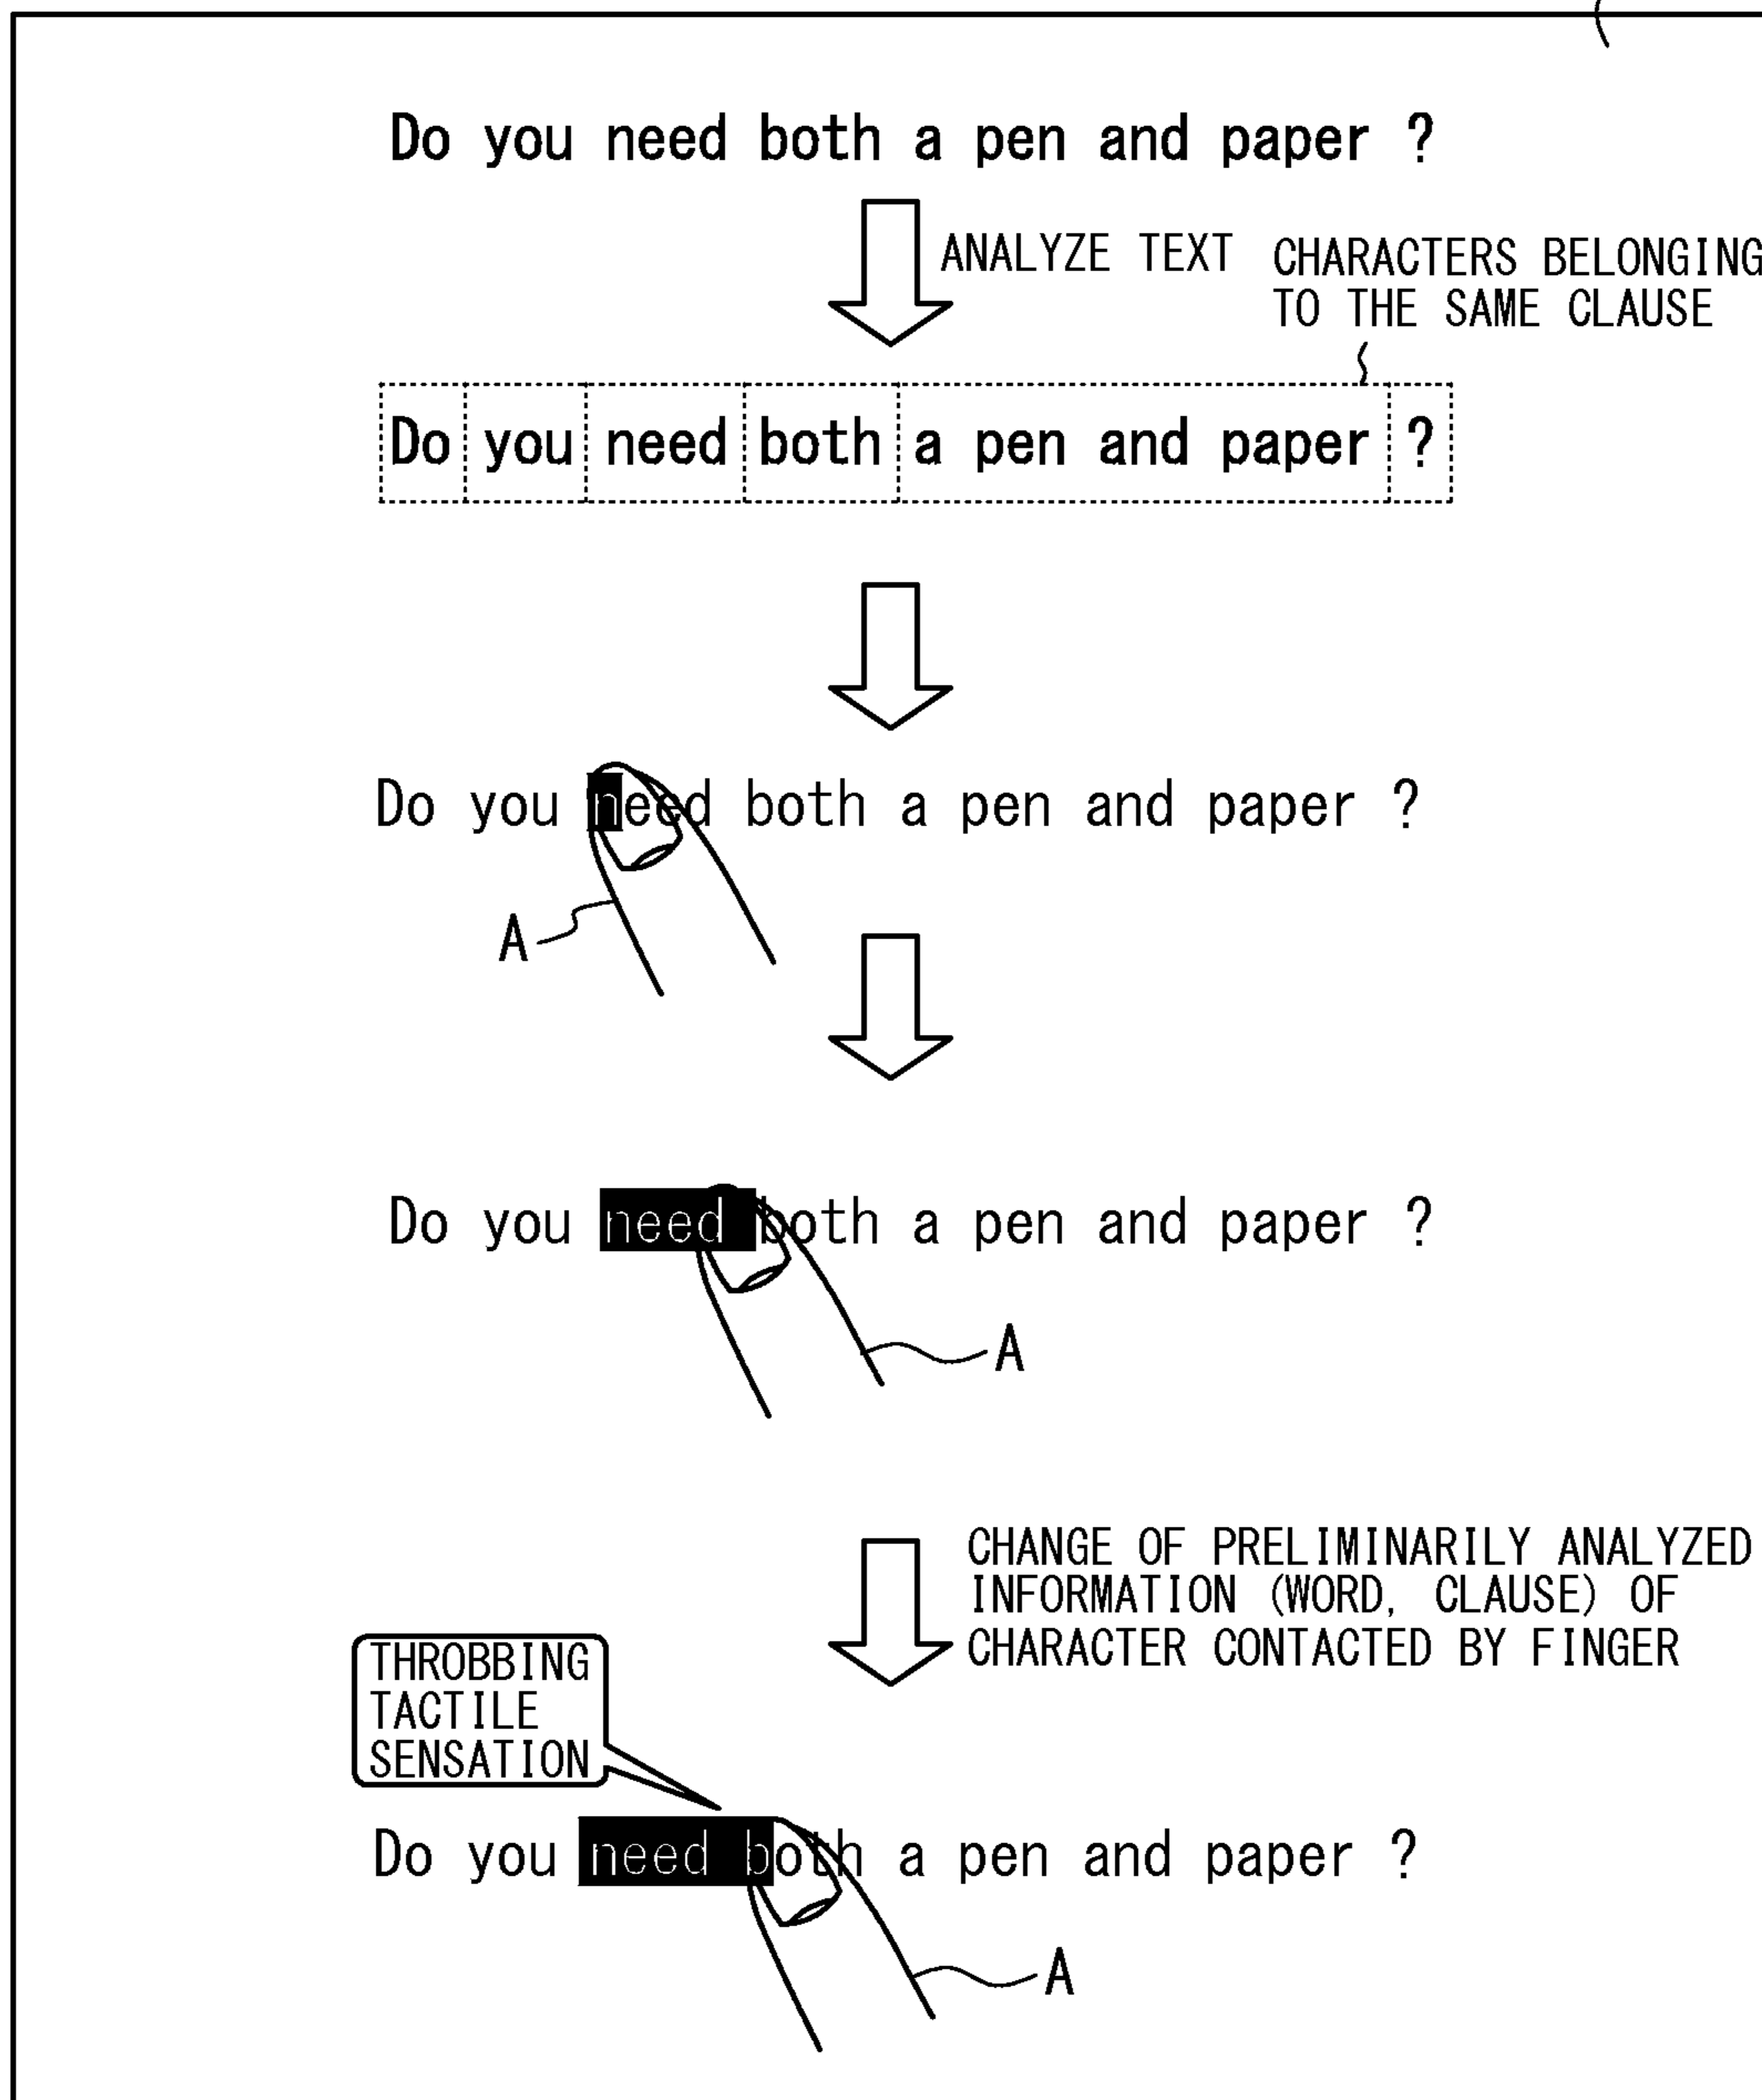 Do you need both a pen and paper ?
ANALYZE TEXT
CHARACTERS BELONGING
TO THE SAME CLAUSE
Do you need both a pen and paper ?
Do you need both a pen and paper ?
A
Do you need both a pen and paper ?
A
CHANGE OF PRELIMINARILY ANALYZED
INFORMATION (WORD, CLAUSE) OF
CHARACTER CONTACTED BY FINGER
THROBBING
TACTILE
SENSATION
Do you need both a pen and paper ?
A